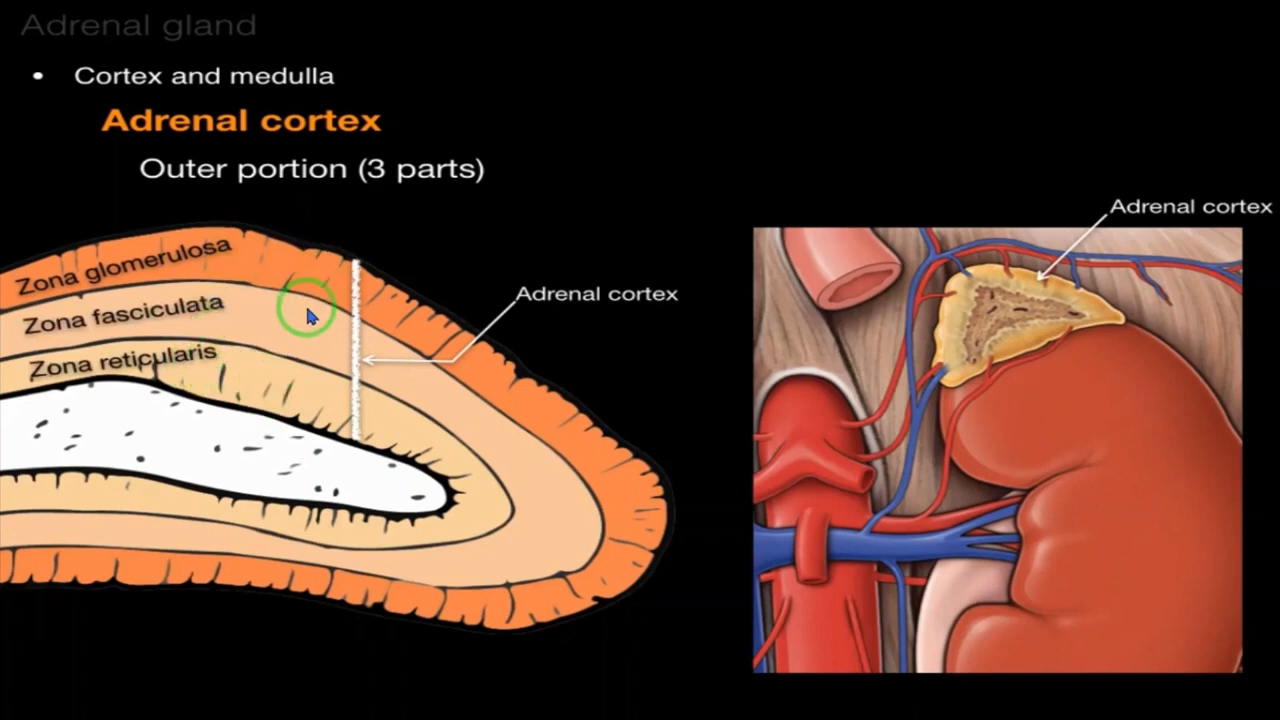 Adrenal gland
• Cortex and medulla
Adrenal cortex
Outer portion (3 parts)
Zona glomerulosa
Zona fasciculata
Zona reticularis
Adrenal cortex
Adrenal cortex